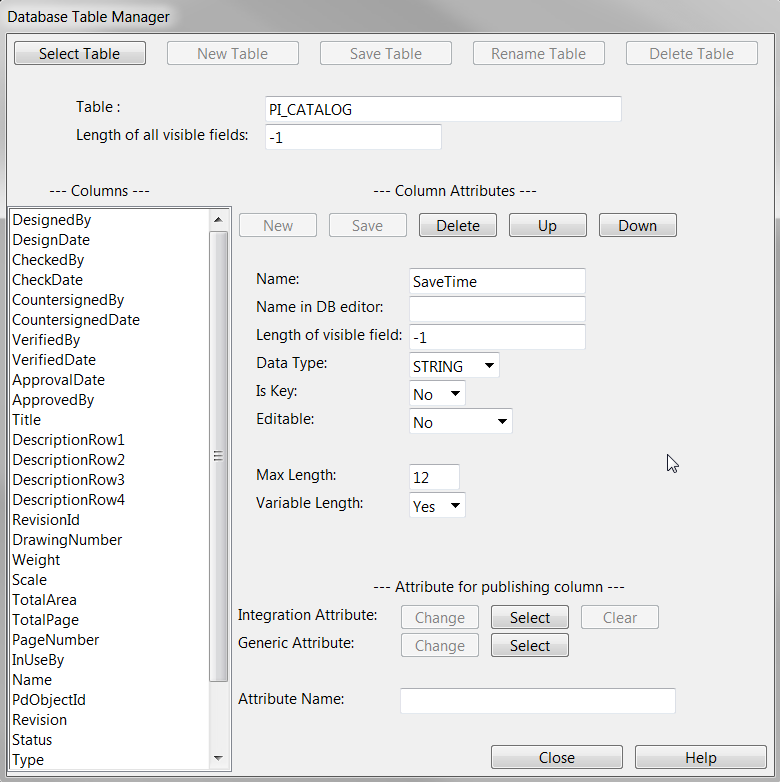 Database Table Manager
Select Table New Table Save Table Rename Table Delete Table
Table : PI_CATALOG
Length of all visible fields: -1
--- Columns ---
--- Column Attributes ---
DesignedBy
DesignDate
CheckedBy
CheckDate
CountersignedBy
CountersignedDate
VerifiedBy
VerifiedDate
ApprovalDate
ApprovedBy
Title
DescriptionRow1
DescriptionRow2
DescriptionRow3
DescriptionRow4
RevisionId
DrawingNumber
Weight
Scale
TotalArea
TotalPage
PageNumber
InUseBy
Name
PdObjectId
Revision
Status
Type
New Save Delete Up Down
Name: SaveTime
Name in DB editor:
Length of visible field: -1
Data Type: STRING
Is Key: No
Editable: No
Max Length: 12
Variable Length: Yes
--- Attribute for publishing column ---
Integration Attribute: Change Select Clear
Generic Attribute: Change Select
Attribute Name:
Close Help